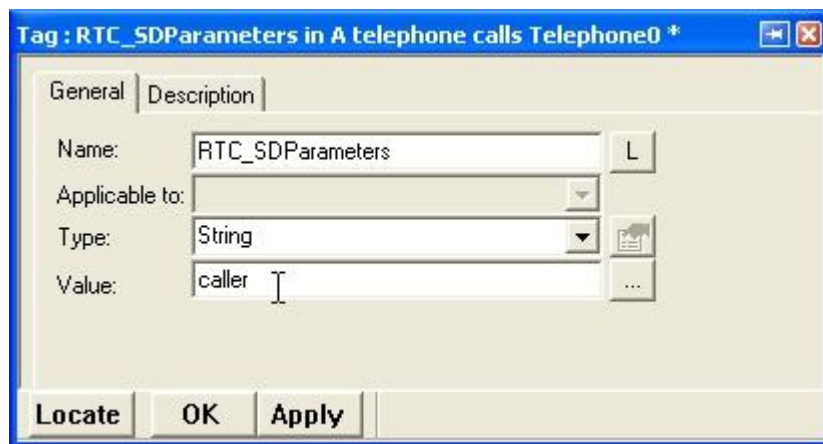 Tag : RTC_SDParameters in A telephone calls Telephone0 *
General Description
Name: RTC_SDParameters L
Applicable to:
Type: String
Value: caller ...
Locate OK Apply